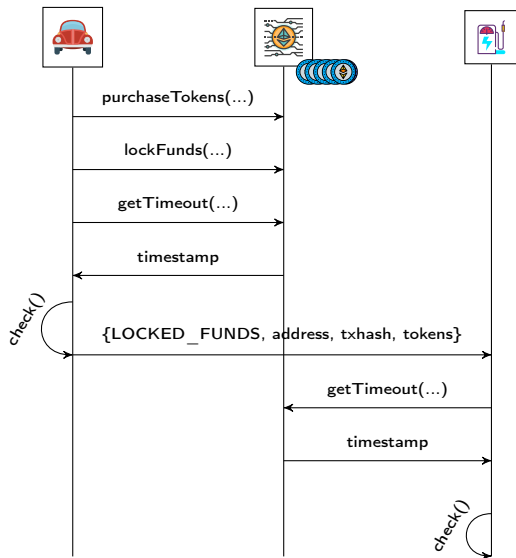 purchaseTokens(...)
lockFunds(...)
getTimeout(...)
timestamp
check()
{LOCKED_FUNDS, address, txhash, tokens}
getTimeout(...)
timestamp
check()